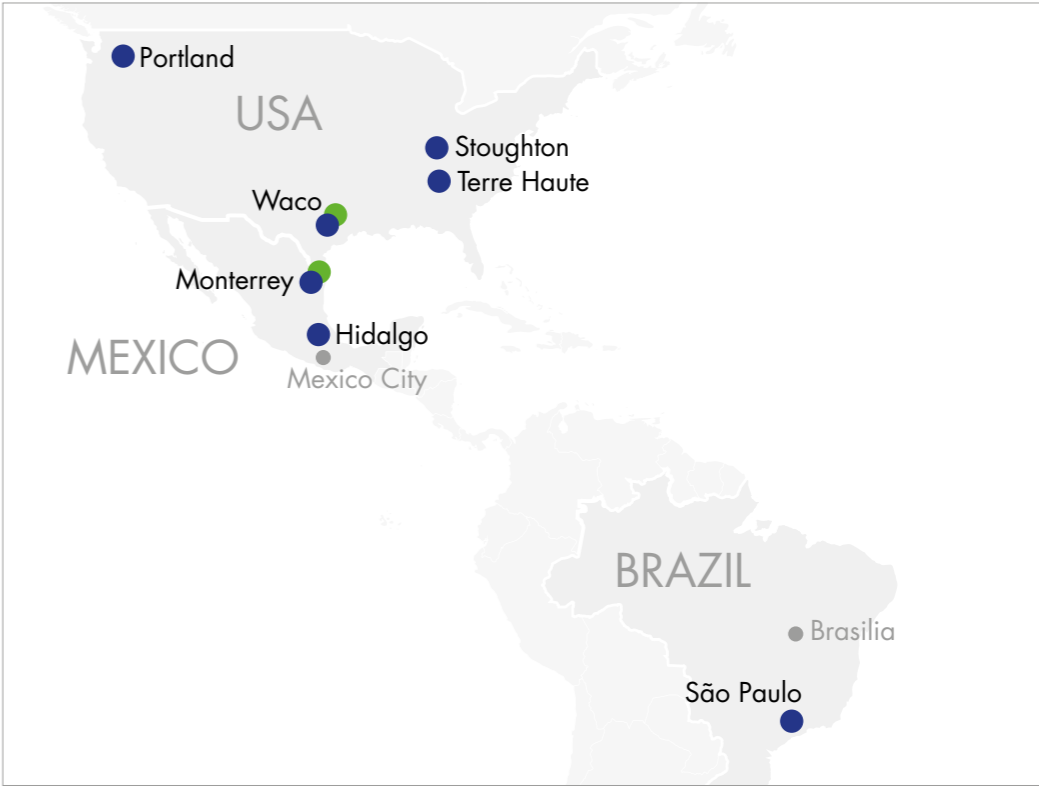 Portland
USA
Stoughton
Terre Haute
Waco
Monterrey
Hidalgo
MEXICO
Mexico City
BRAZIL
Brasilia
São Paulo